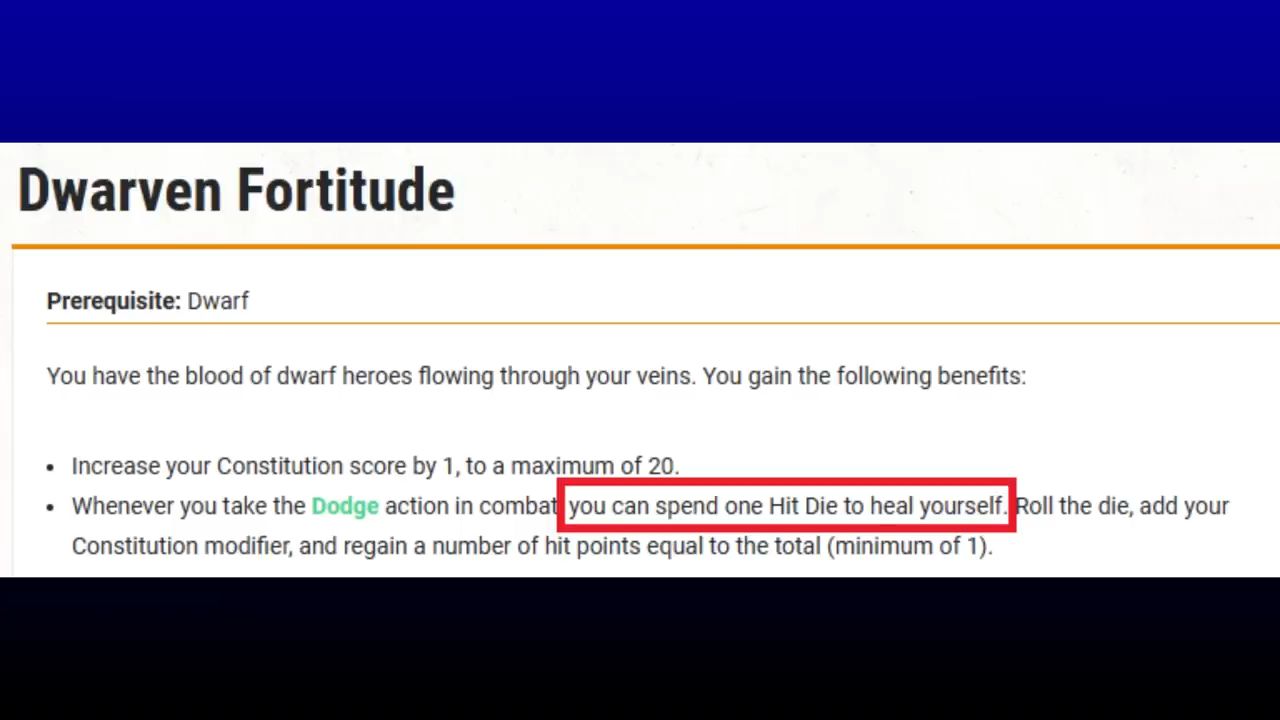 Dwarven Fortitude
Prerequisite: Dwarf
You have the blood of dwarf heroes flowing through your veins. You gain the following benefits:
• Increase your Constitution score by 1, to a maximum of 20.
• Whenever you take the Dodge action in combat you can spend one Hit Die to heal yourself. Roll the die, add your
Constitution modifier, and regain a number of hit points equal to the total (minimum of 1).